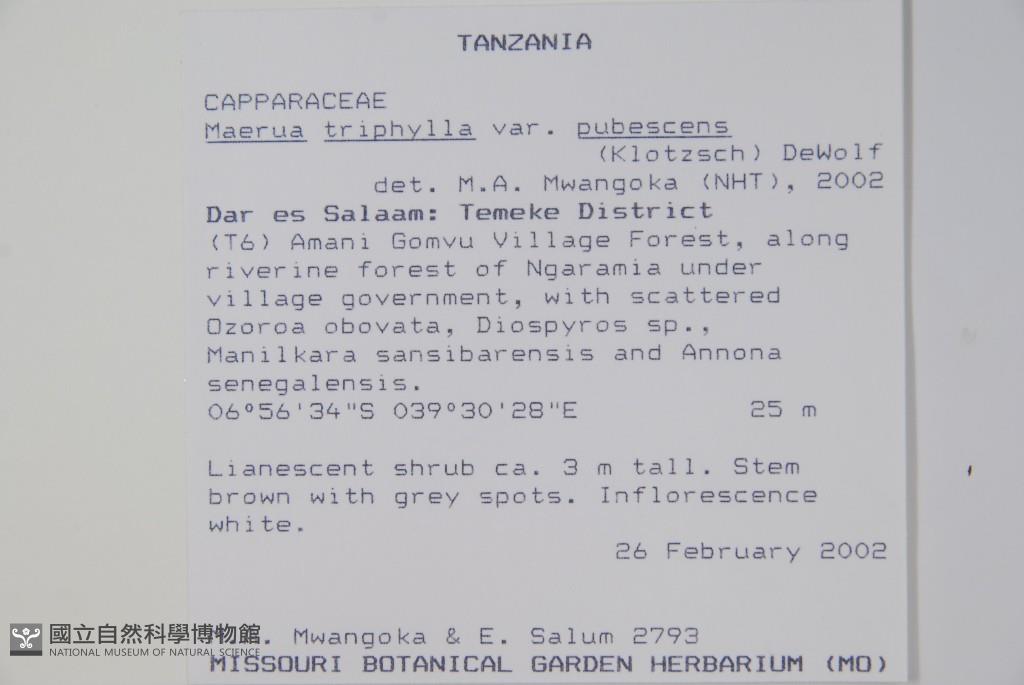 TANZANIA
CAPPARACEAE
Maerua triphylla var. pubescens
(Klotzsch) DeWolf
det. M.A. Mwangoka (NHT), 2002
Dar es Salaam: Temeke District
(T6) Amani Gomvu Village Forest, along
riverine forest of Ngaramia under
village government, with scattered
Ozoroa obovata, Diospyros sp.,
Manilkara sansibarensis and Annona
senegalensis.
06°56'34"S 039°30'28"E 25 m
Lianescent shrub ca. 3 m tall. Stem
brown with grey spots. Inflorescence
white.
26 February 2002
Mwangoka & E. Salum 2793
MISSOURI BOTANICAL GARDEN HERBARIUM (MO)
國立自然科學博物館
NATIONAL MUSEUM OF NATURAL SCIENCE